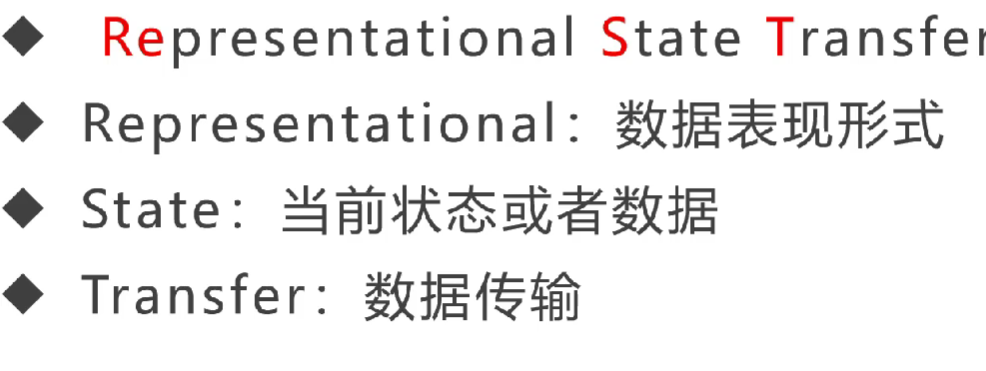 ◆ Representational State Transfer
◆ Representational：数据表现形式
◆ State：当前状态或者数据
◆ Transfer：数据传输